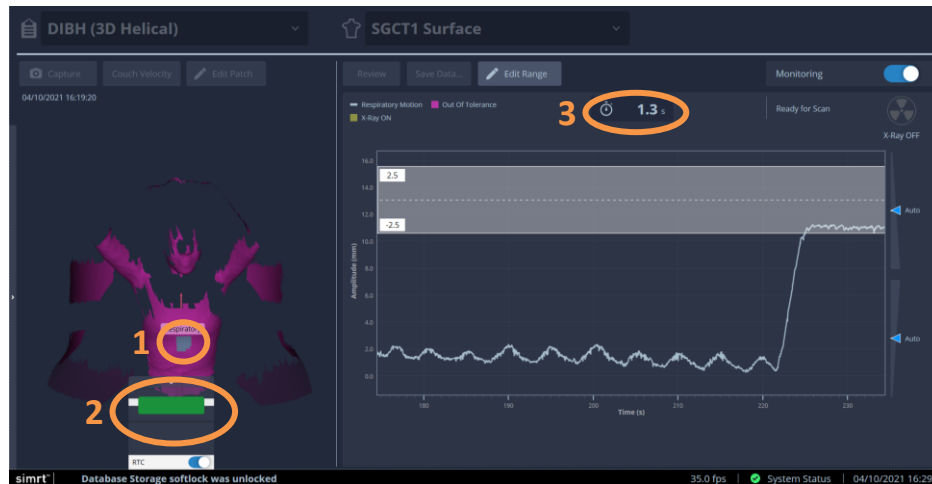 DIBH (3D Helical)
SGCT1 Surface
Capture
Couch Velocity
Edit Patch
Review
Save Data...
Edit Range
Monitoring
04/10/2021 16:19:20
Respiratory Motion
Out Of Tolerance
X-Ray ON
3
1.3 s
Ready for Scan
X-Ray OFF
16.0
14.0
12.0
10.0
8.0
6.0
4.0
2.0
0.0
Amplitude (mm)
2.5
-2.5
Auto
Auto
180
190
200
210
220
230
Time (s)
Respiratory
1
2
RTC
simrt™
Database Storage softlock was unlocked
35.0 fps
System Status
04/10/2021 16:29